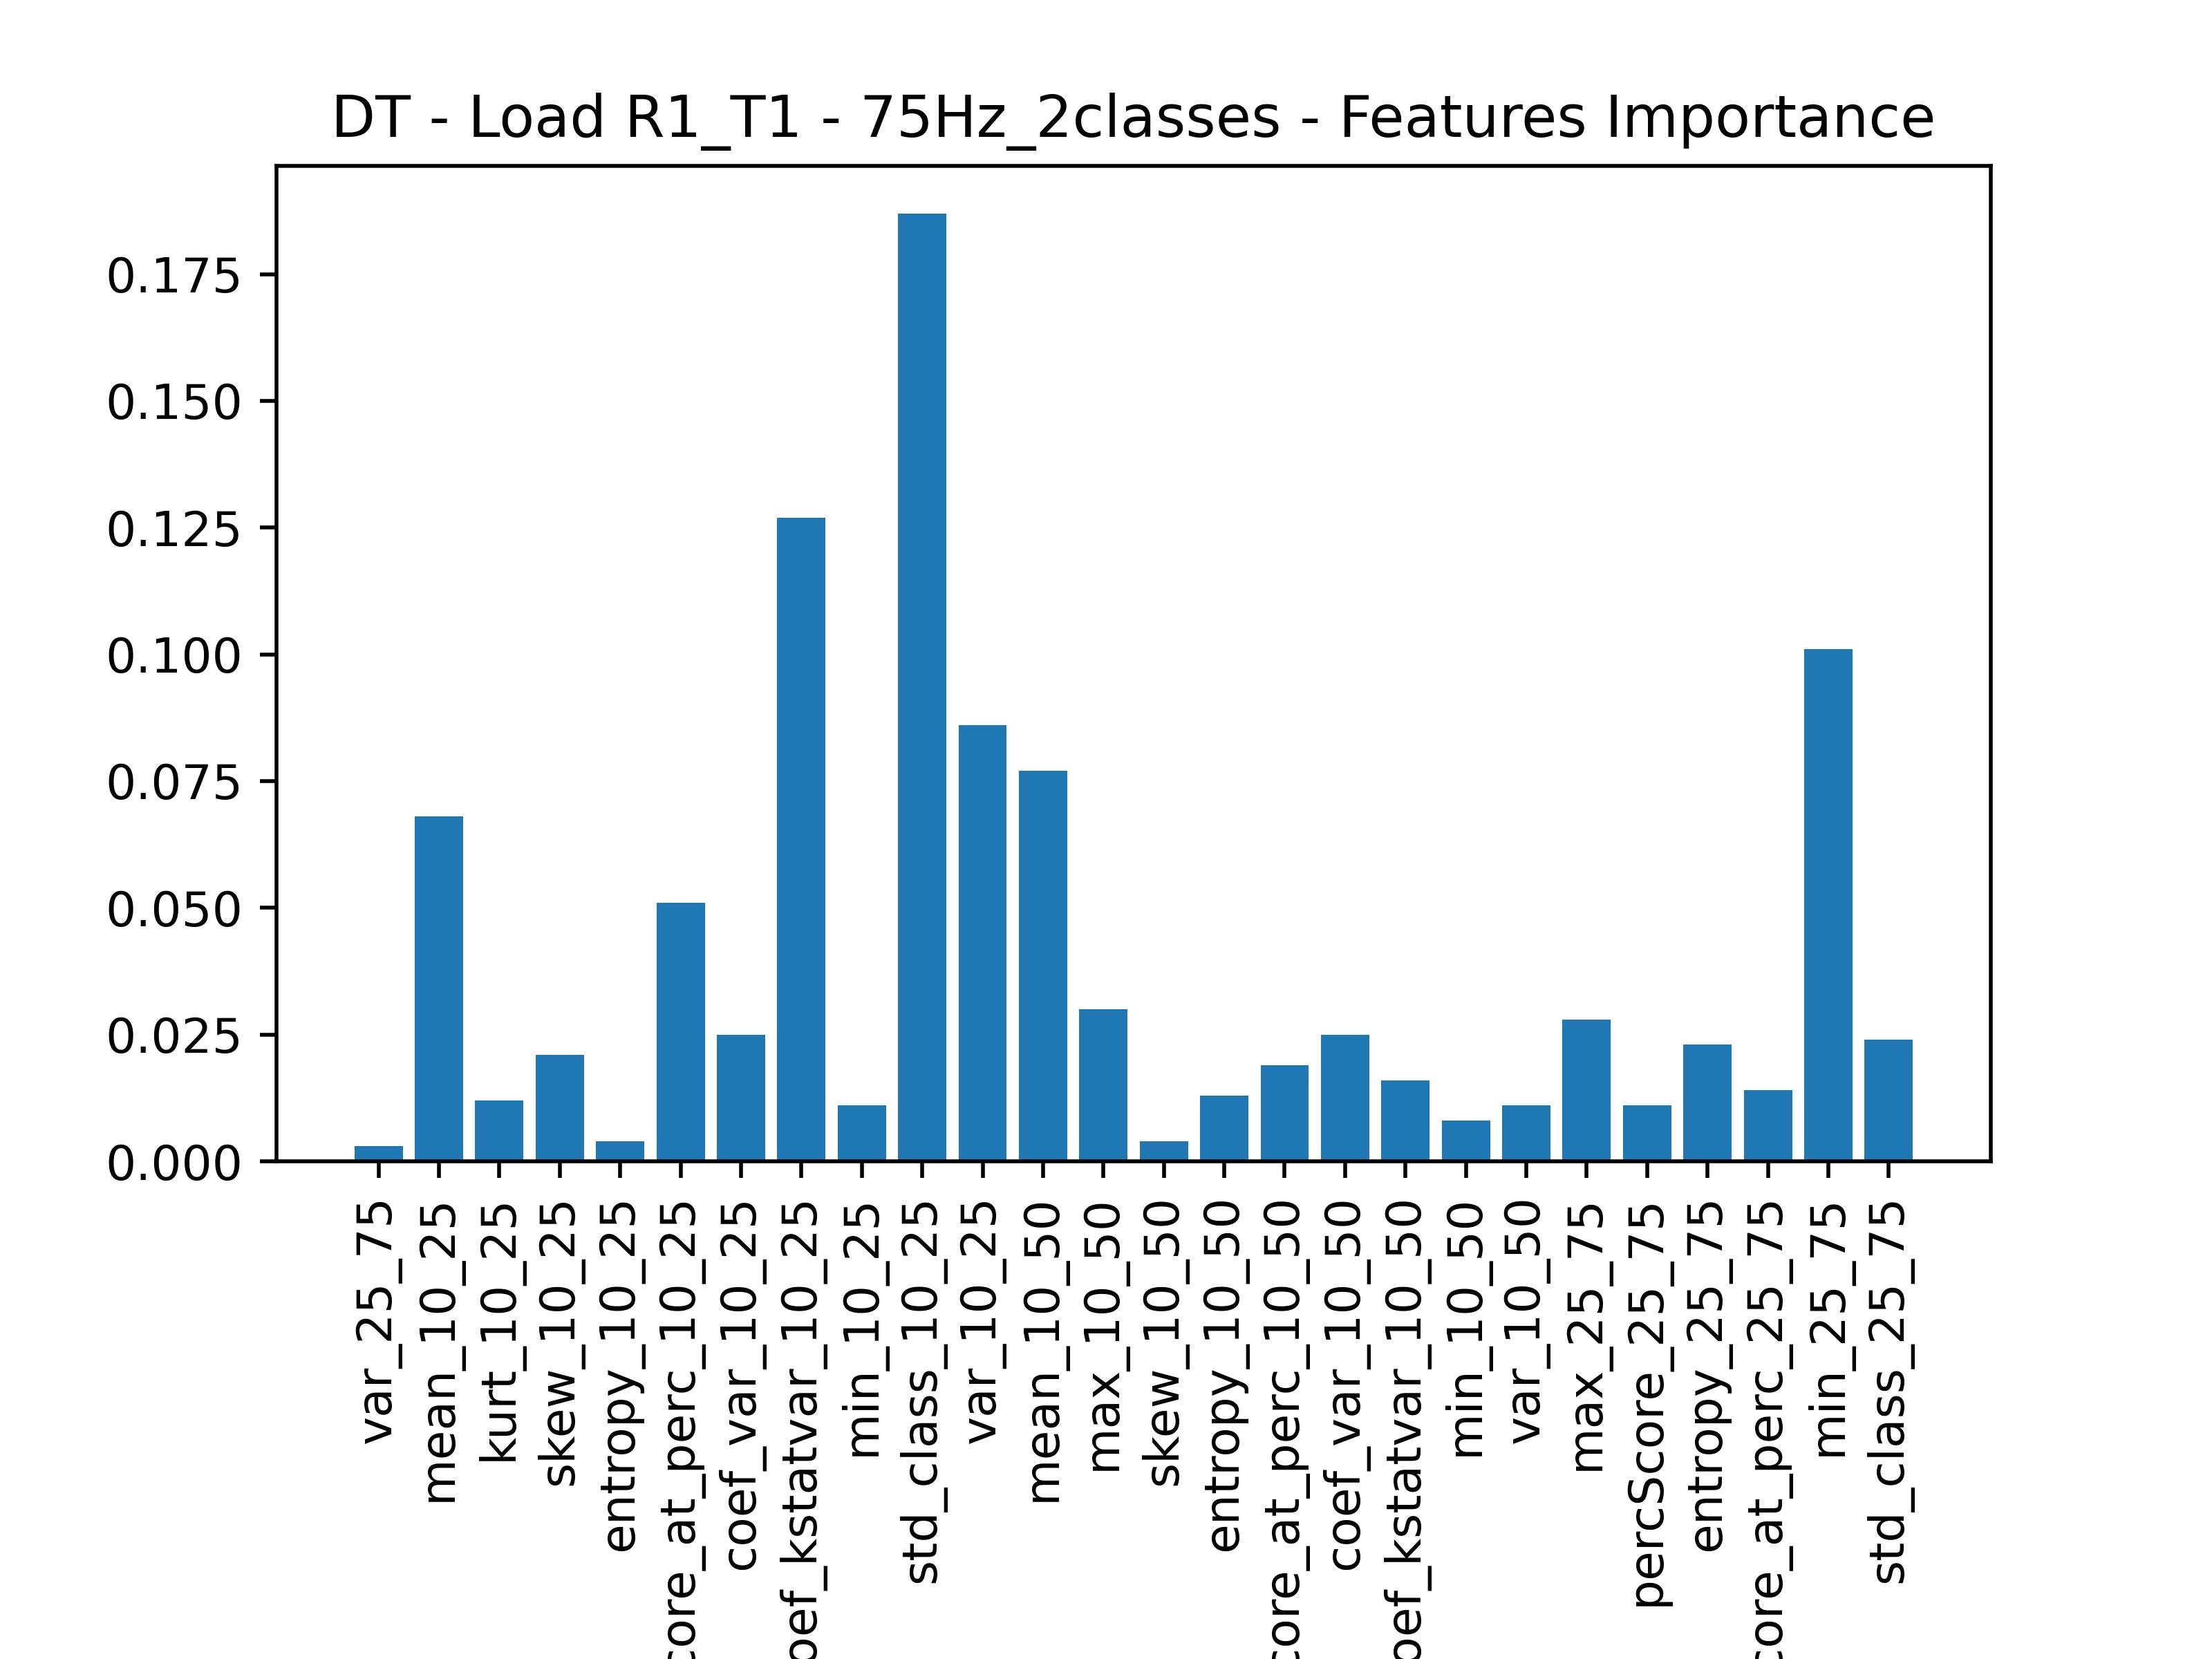 DT - Load R1_T1 - 75Hz_2classes - Features Importance
0.175
0.150
0.125
0.100
0.075
0.050
0.025
0.000
var_25_75
mean_10_25
kurt_10_25
skew_10_25
entropy_10_25
core_at_perc_10_25
coef_var_10_25
oef_kstatvar_10_25
min_10_25
std_class_10_25
var_10_25
mean_10_50
max_10_50
skew_10_50
entropy_10_50
core_at_perc_10_50
coef_var_10_50
oef_kstatvar_10_50
min_10_50
var_10_50
max_25_75
percScore_25_75
entropy_25_75
core_at_perc_25_75
min_25_75
std_class_25_75